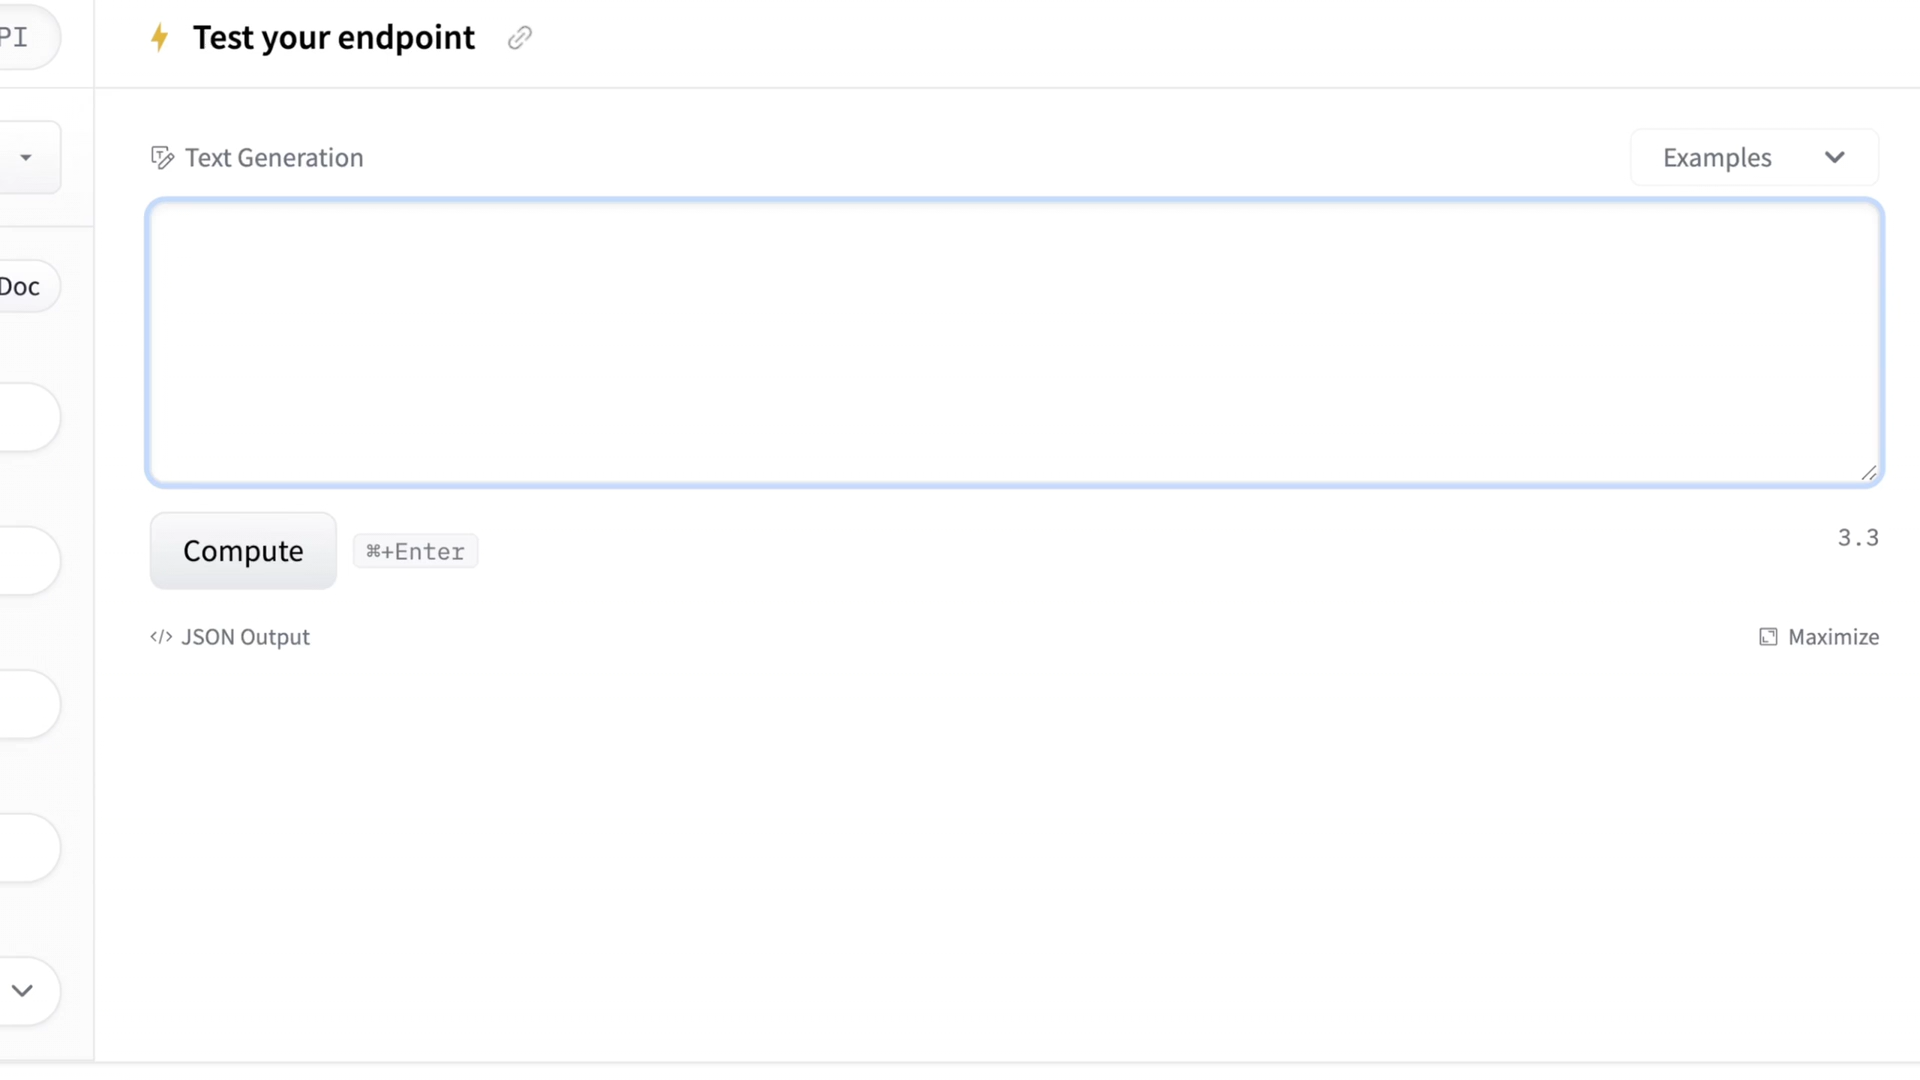 PI
Test your endpoint
Text Generation
Examples
Doc
Compute
⌘+Enter
3.3
</> JSON Output
Maximize